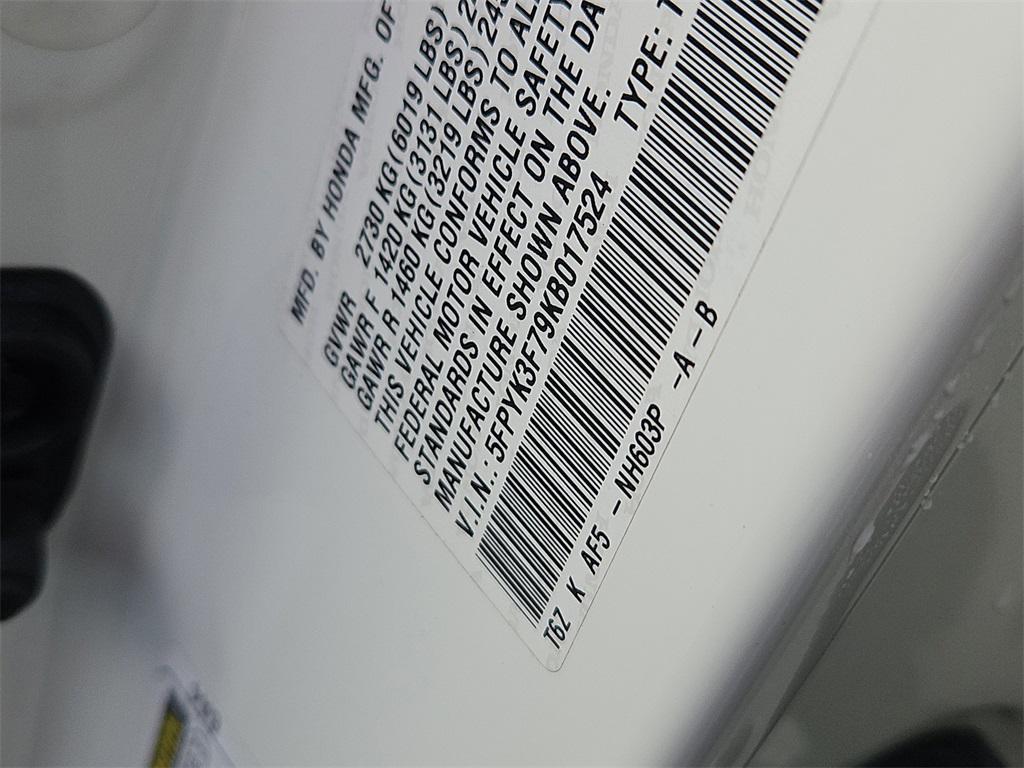 MFD. BY HONDA MFG. OF
GVWR 2730 KG(6019 LBS)
GAWR F 1420 KG(3131 LBS)
GAWR R 1460 KG(3219 LBS)
THIS VEHICLE CONFORMS TO
FEDERAL MOTOR VEHICLE SAFETY
STANDARDS IN EFFECT ON THE
MANUFACTURE SHOWN ABOVE.
V.I.N.: 5FPYK3F79KB017524 TYPE:
T6Z K AF5 -NH603P -A-B